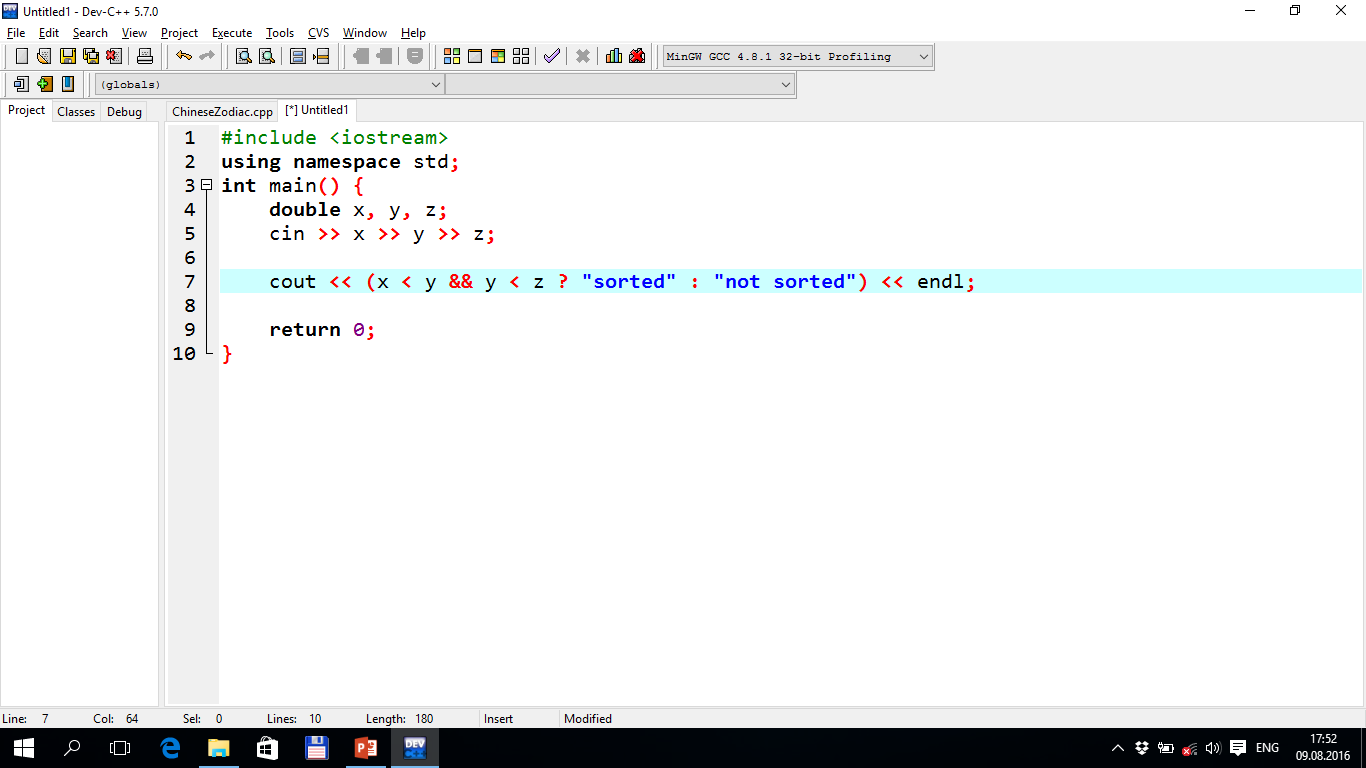 Untitled1 - Dev-C++ 5.7.0
File Edit Search View Project Execute Tools CVS Window Help
MinGW GCC 4.8.1 32-bit Profiling
(globals)
Project Classes Debug ChineseZodiac.cpp [*] Untitled1
1 #include <iostream>
2 using namespace std;
3 int main() {
4 double x, y, z;
5 cin >> x >> y >> z;
6
7 cout << (x < y && y < z ? "sorted" : "not sorted") << endl;
8
9 return 0;
10 }
Line: 7 Col: 64 Sel: 0 Lines: 10 Length: 180 Insert Modified
DEV
ENG
17:52
09.08.2016